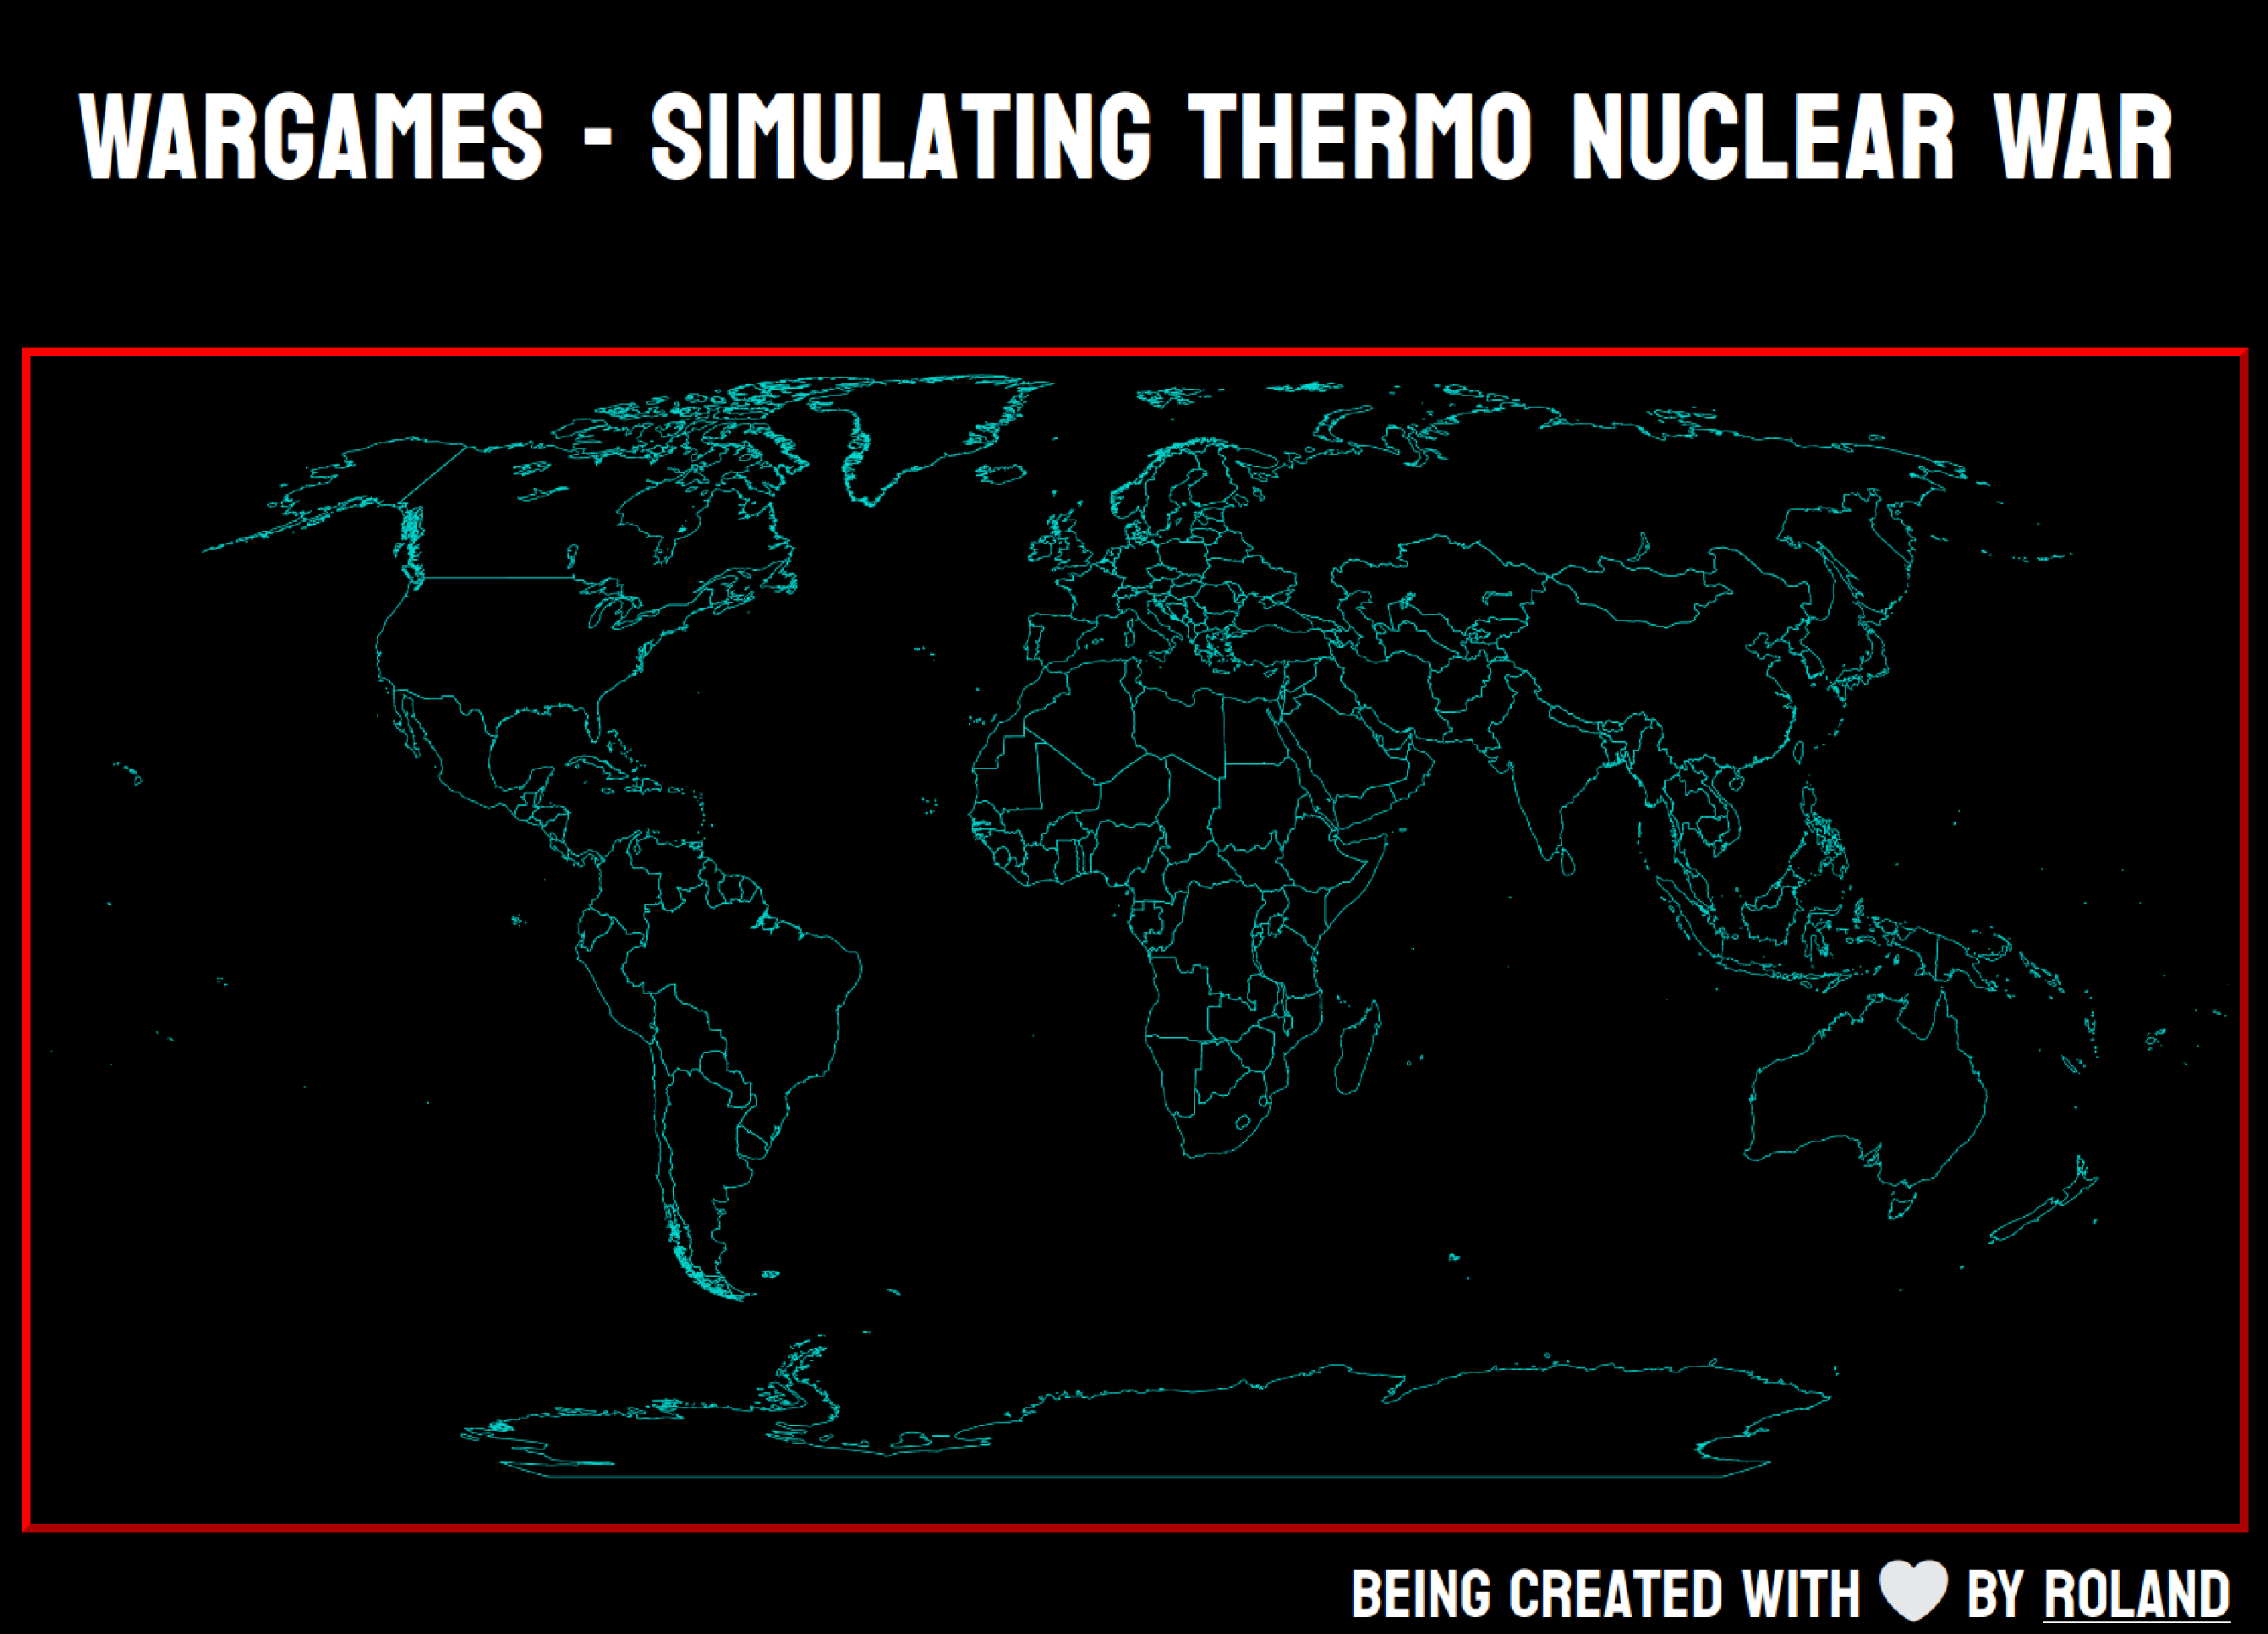 WARGAMES - SIMULATING THERMO NUCLEAR WAR
BEING CREATED WITH 🤍 BY ROLAND